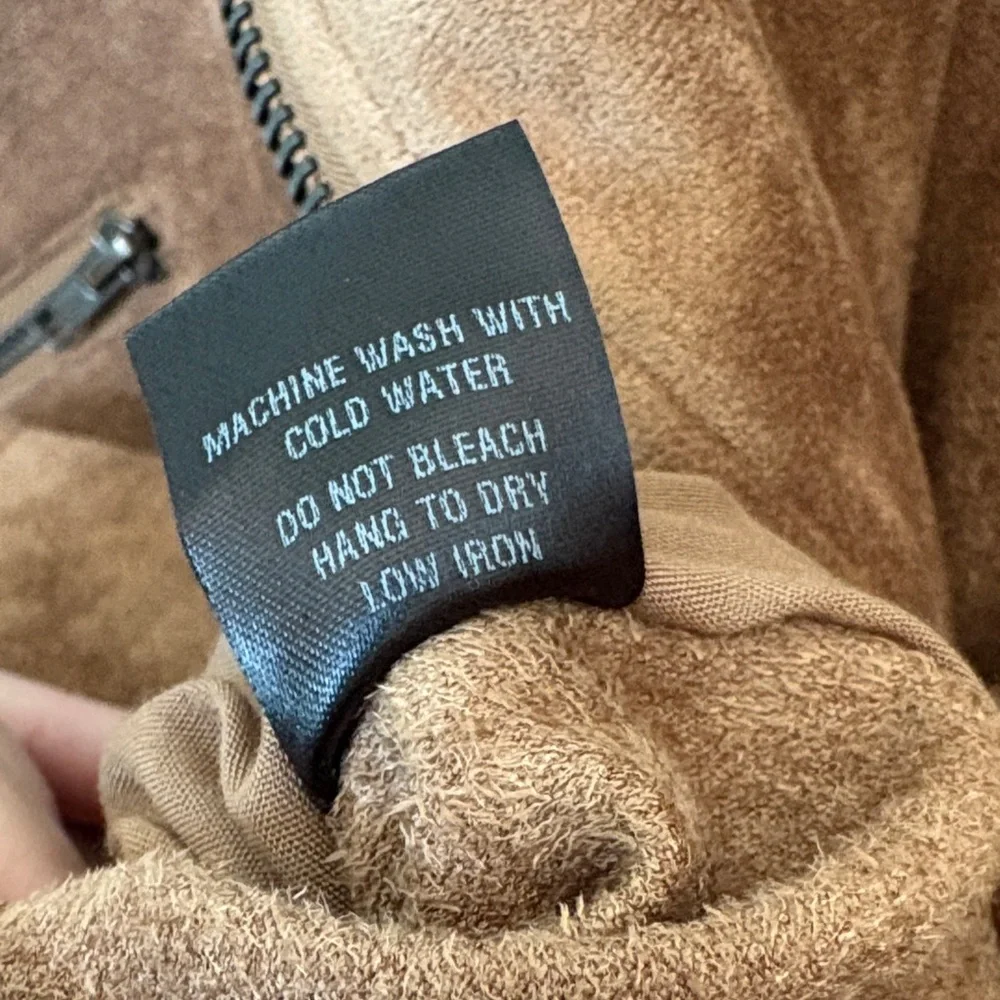 MACHINE WASH WITH
COLD WATER
DO NOT BLEACH
HANG TO DRY
LOW IRON